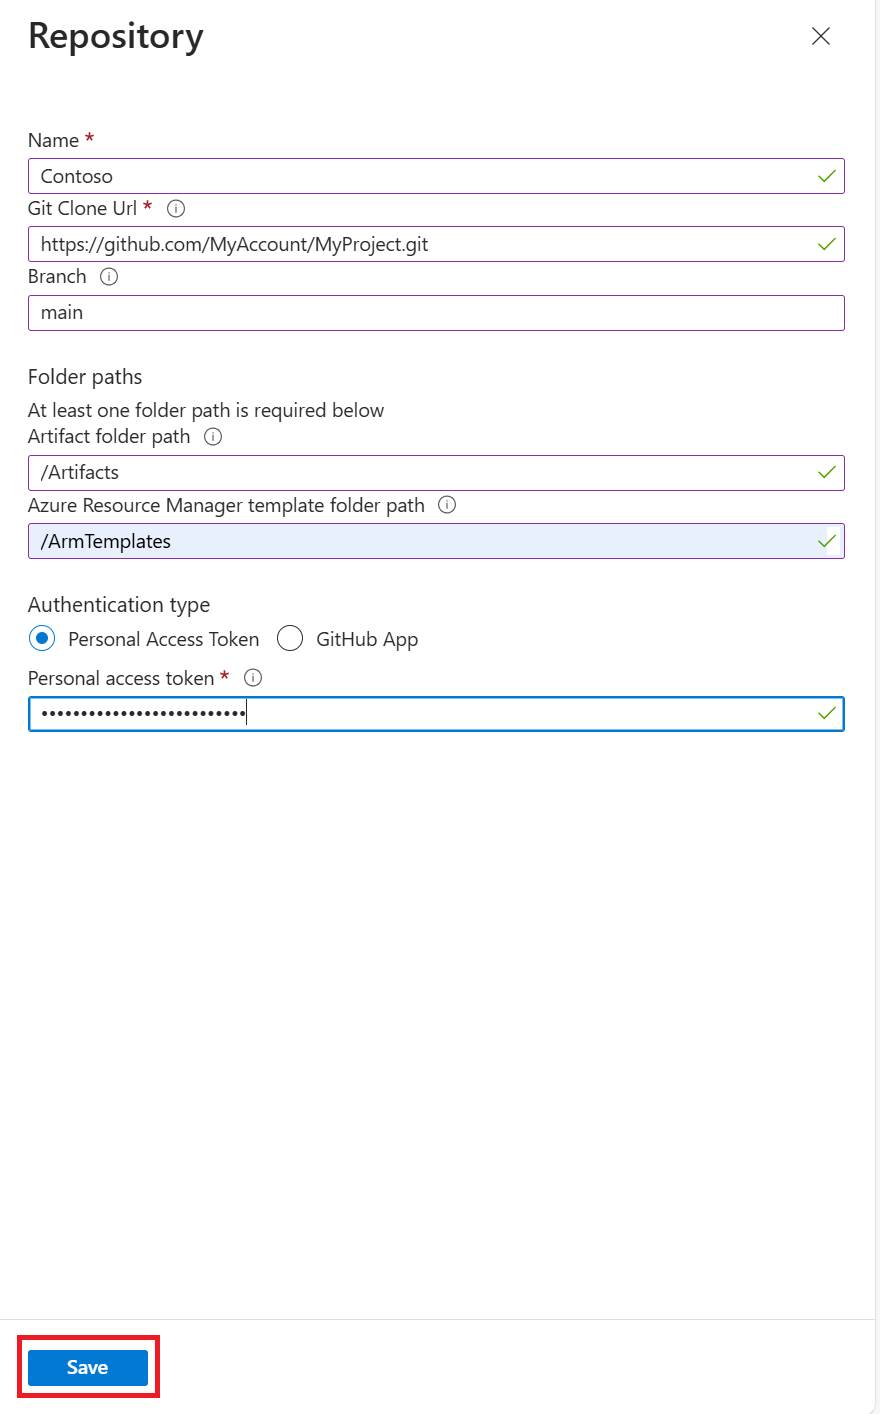 Repository
Name *
Contoso
Git Clone Url *
https://github.com/MyAccount/MyProject.git
Branch
main
Folder paths
At least one folder path is required below
Artifact folder path
/Artifacts
Azure Resource Manager template folder path
/ArmTemplates
Authentication type
Personal Access Token GitHub App
Personal access token *
••••••••••••••••••••••••••
Save